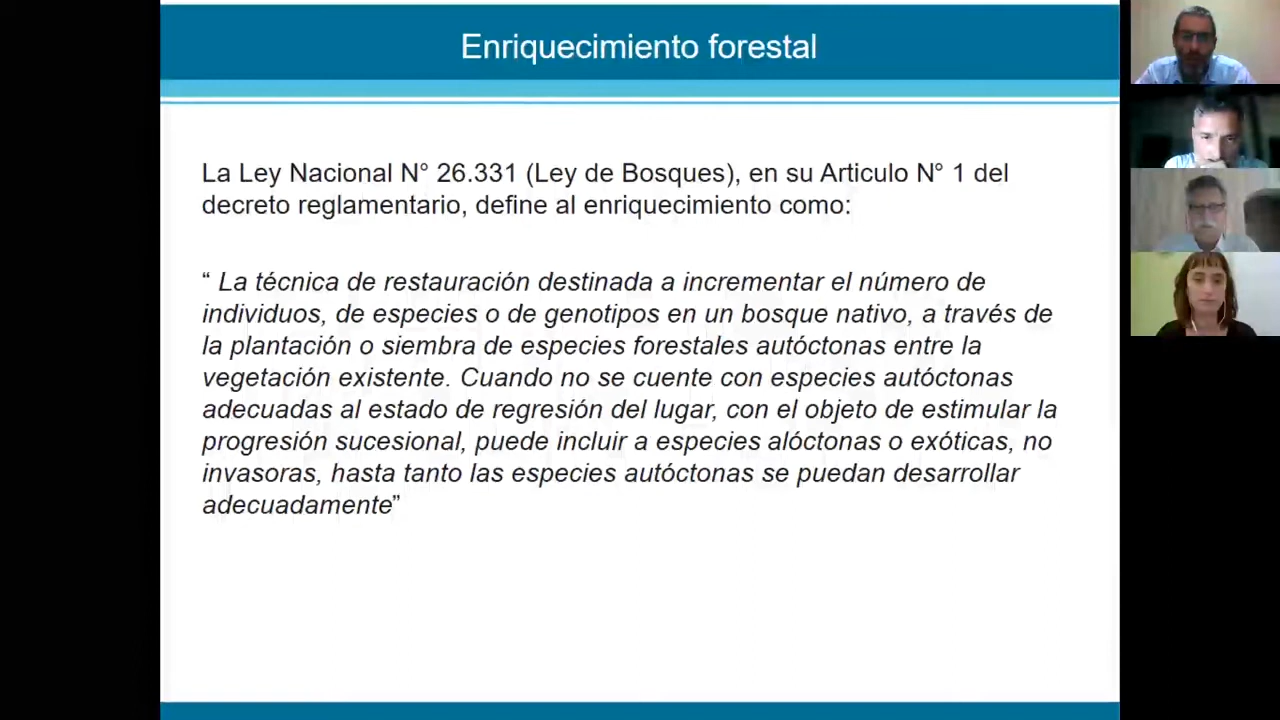 Enriquecimiento forestal
La Ley Nacional N° 26.331 (Ley de Bosques), en su Articulo N° 1 del
decreto reglamentario, define al enriquecimiento como:
“ La técnica de restauración destinada a incrementar el número de
individuos, de especies o de genotipos en un bosque nativo, a través de
la plantación o siembra de especies forestales autóctonas entre la
vegetación existente. Cuando no se cuente con especies autóctonas
adecuadas al estado de regresión del lugar, con el objeto de estimular la
progresión sucesional, puede incluir a especies alóctonas o exóticas, no
invasoras, hasta tanto las especies autóctonas se puedan desarrollar
adecuadamente”